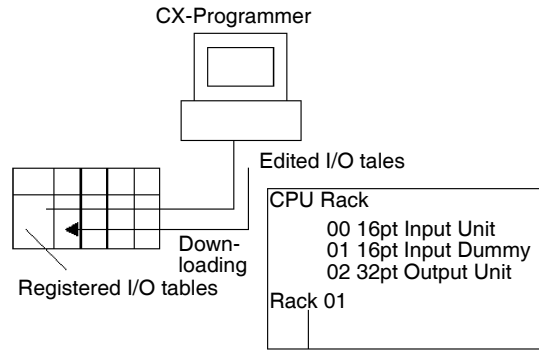 CX-Programmer
Edited I/O tales
Down-
loading
Registered I/O tables
CPU Rack
00 16pt Input Unit
01 16pt Input Dummy
02 32pt Output Unit
Rack 01